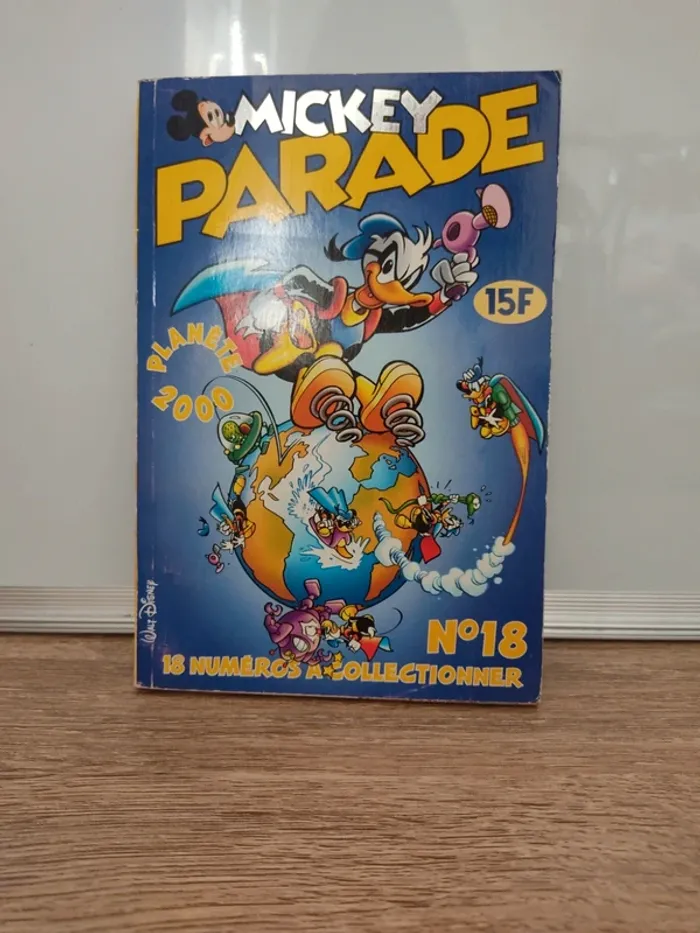 MICKEY
PARADE
15F
PLANÈTE
2000
WALT DISNEY
N°18
18 NUMÉROS A COLLECTIONNER